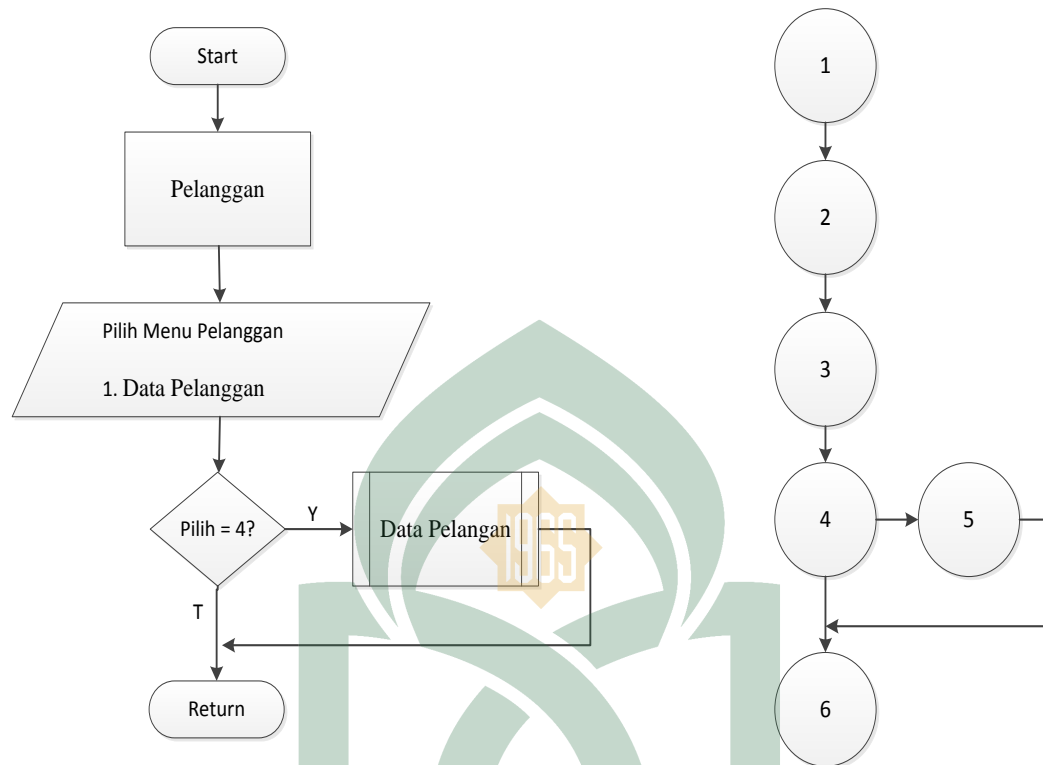 Start
Pelanggan
Pilih Menu Pelanggan
1. Data Pelanggan
Pilih = 4?
Y
Data Pelangan
T
Return
1965
1
2
3
4
5
6